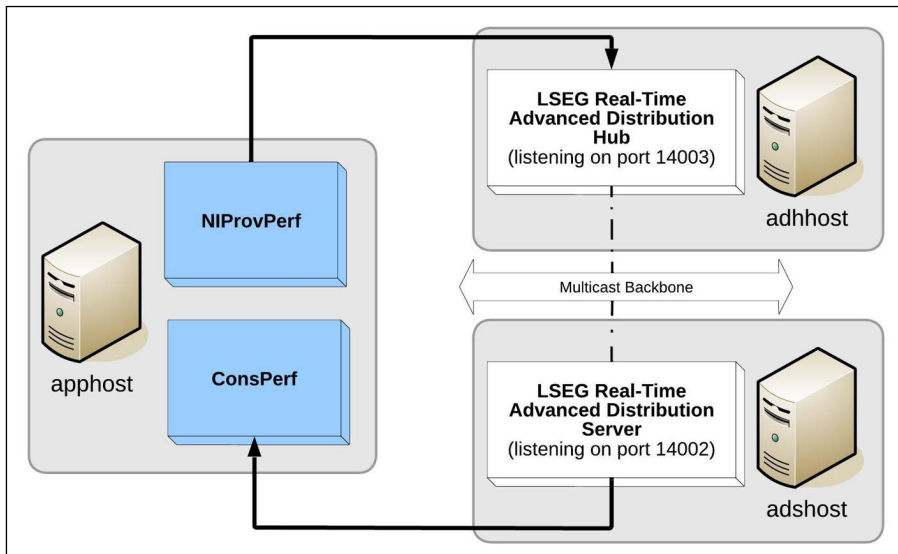 LSEG Real-Time
Advanced Distribution
Hub
(listening on port 14003)
adhhost
NIProvPerf
Multicast Backbone
apphost
ConsPerf
LSEG Real-Time
Advanced Distribution
Server
(listening on port 14002)
adshost